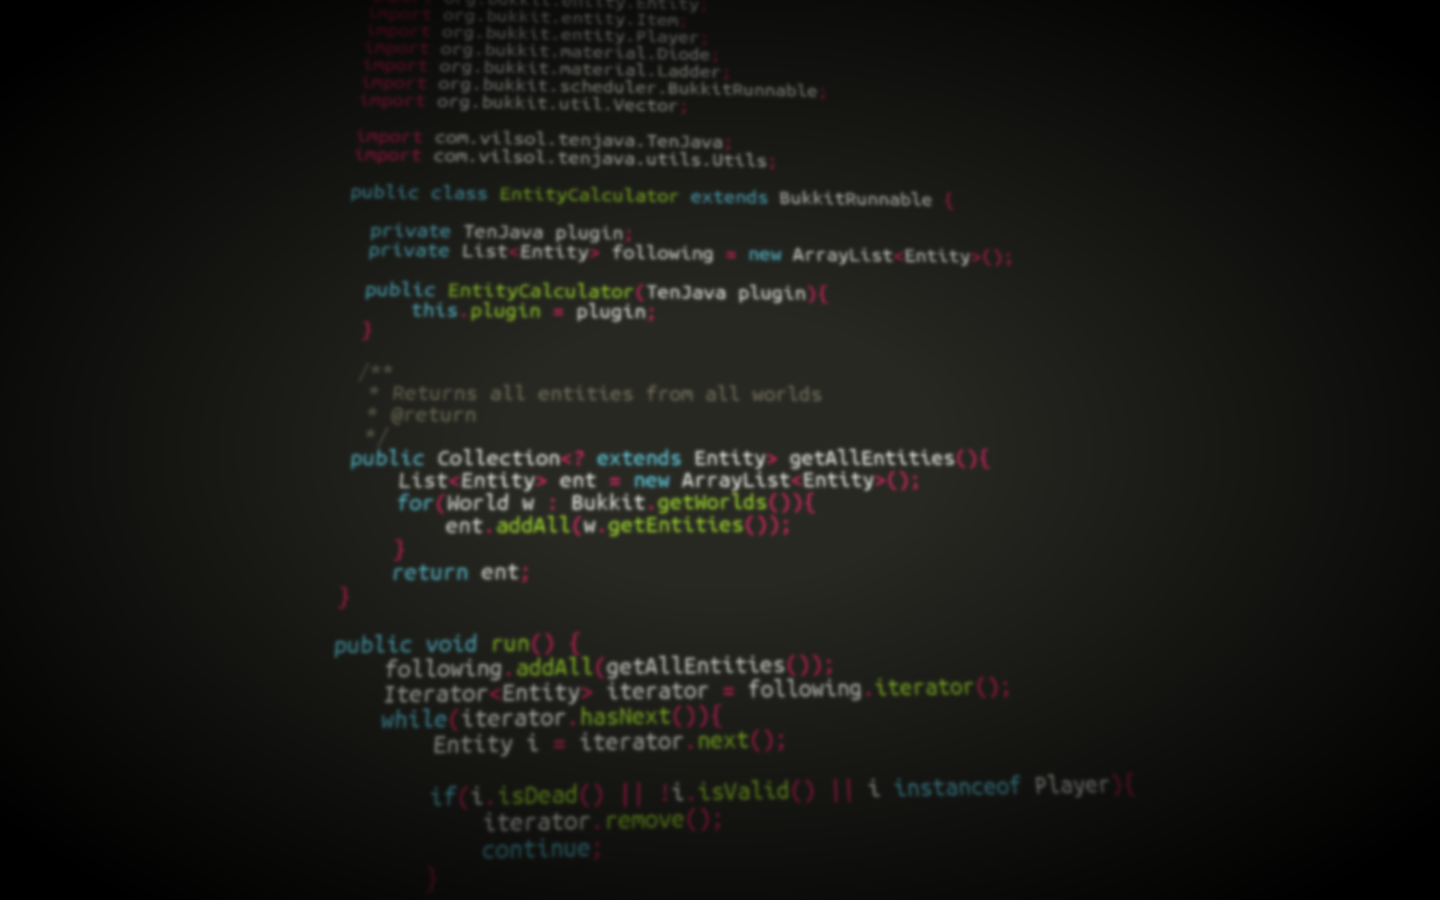 import org.bukkit.entity.Entity;
import org.bukkit.entity.Item;
import org.bukkit.entity.Player;
import org.bukkit.material.Diode;
import org.bukkit.material.Ladder;
import org.bukkit.scheduler.BukkitRunnable;
import org.bukkit.util.Vector;
import com.vilsol.tenjava.TenJava;
import com.vilsol.tenjava.utils.Utils;
public class EntityCalculator extends BukkitRunnable {
private TenJava plugin;
private List<Entity> following = new ArrayList<Entity>();
public EntityCalculator(TenJava plugin){
this.plugin = plugin;
}
/**
* Returns all entities from all worlds
* @return
*/
public Collection<? extends Entity> getAllEntities(){
List<Entity> ent = new ArrayList<Entity>();
for(World w : Bukkit.getWorlds()){
ent.addAll(w.getEntities());
}
return ent;
}
public void run() {
following.addAll(getAllEntities());
Iterator<Entity> iterator = following.iterator();
while(iterator.hasNext()){
Entity i = iterator.next();
if(i.isDead() || !i.isValid() || i instanceof Player){
iterator.remove();
continue;
}